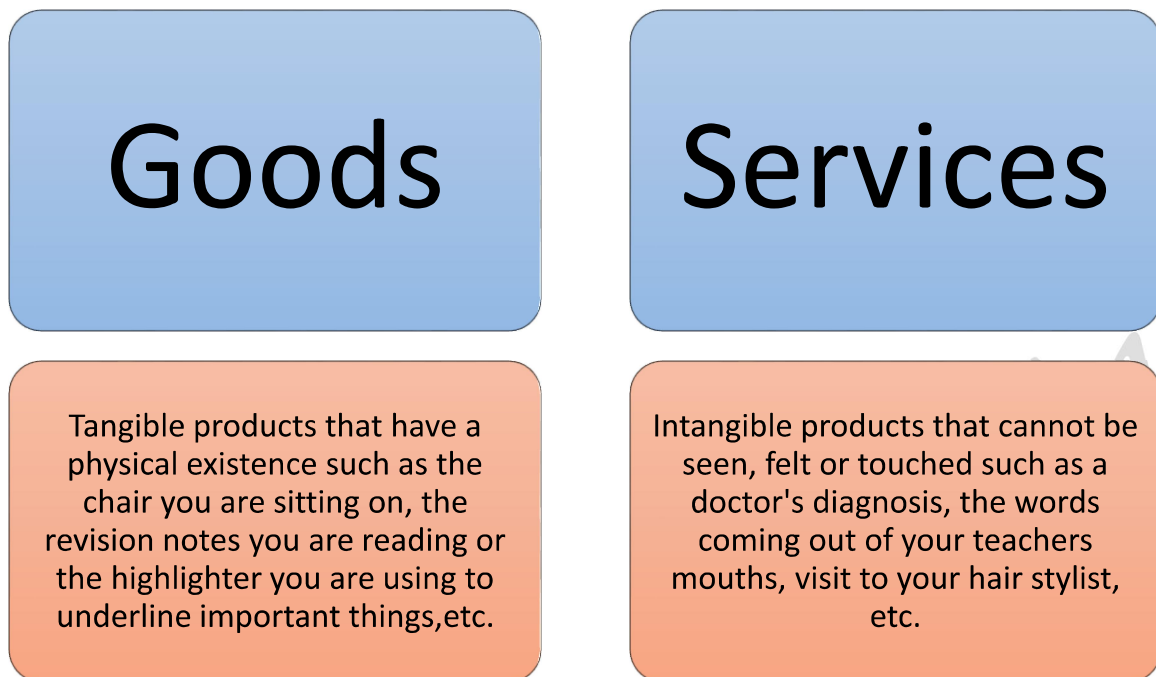 Goods
Services
Tangible products that have a
physical existence such as the
chair you are sitting on, the
revision notes you are reading or
the highlighter you are using to
underline important things,etc.
Intangible products that cannot be
seen, felt or touched such as a
doctor's diagnosis, the words
coming out of your teachers
mouths, visit to your hair stylist,
etc.